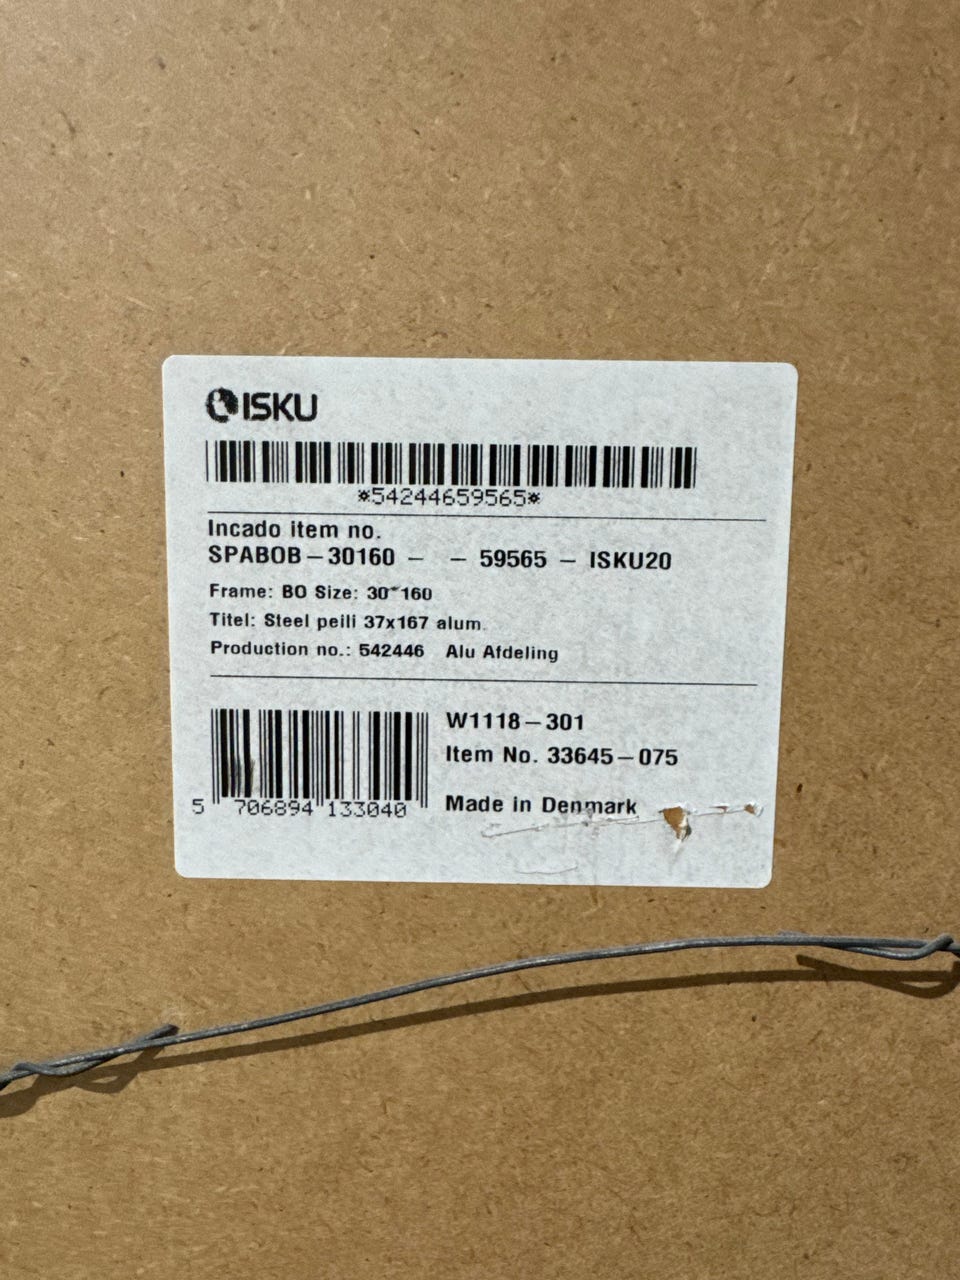 ISKU
*54244659565*
Incado item no.
SPABOB-30160 - - 59565 - ISKU20
Frame: BO Size: 30*160
Titel: Steel peili 37x167 alum.
Production no.: 542446 Alu Afdeling
W1118-301
Item No. 33645-075
5 706894 133040
Made in Denmark